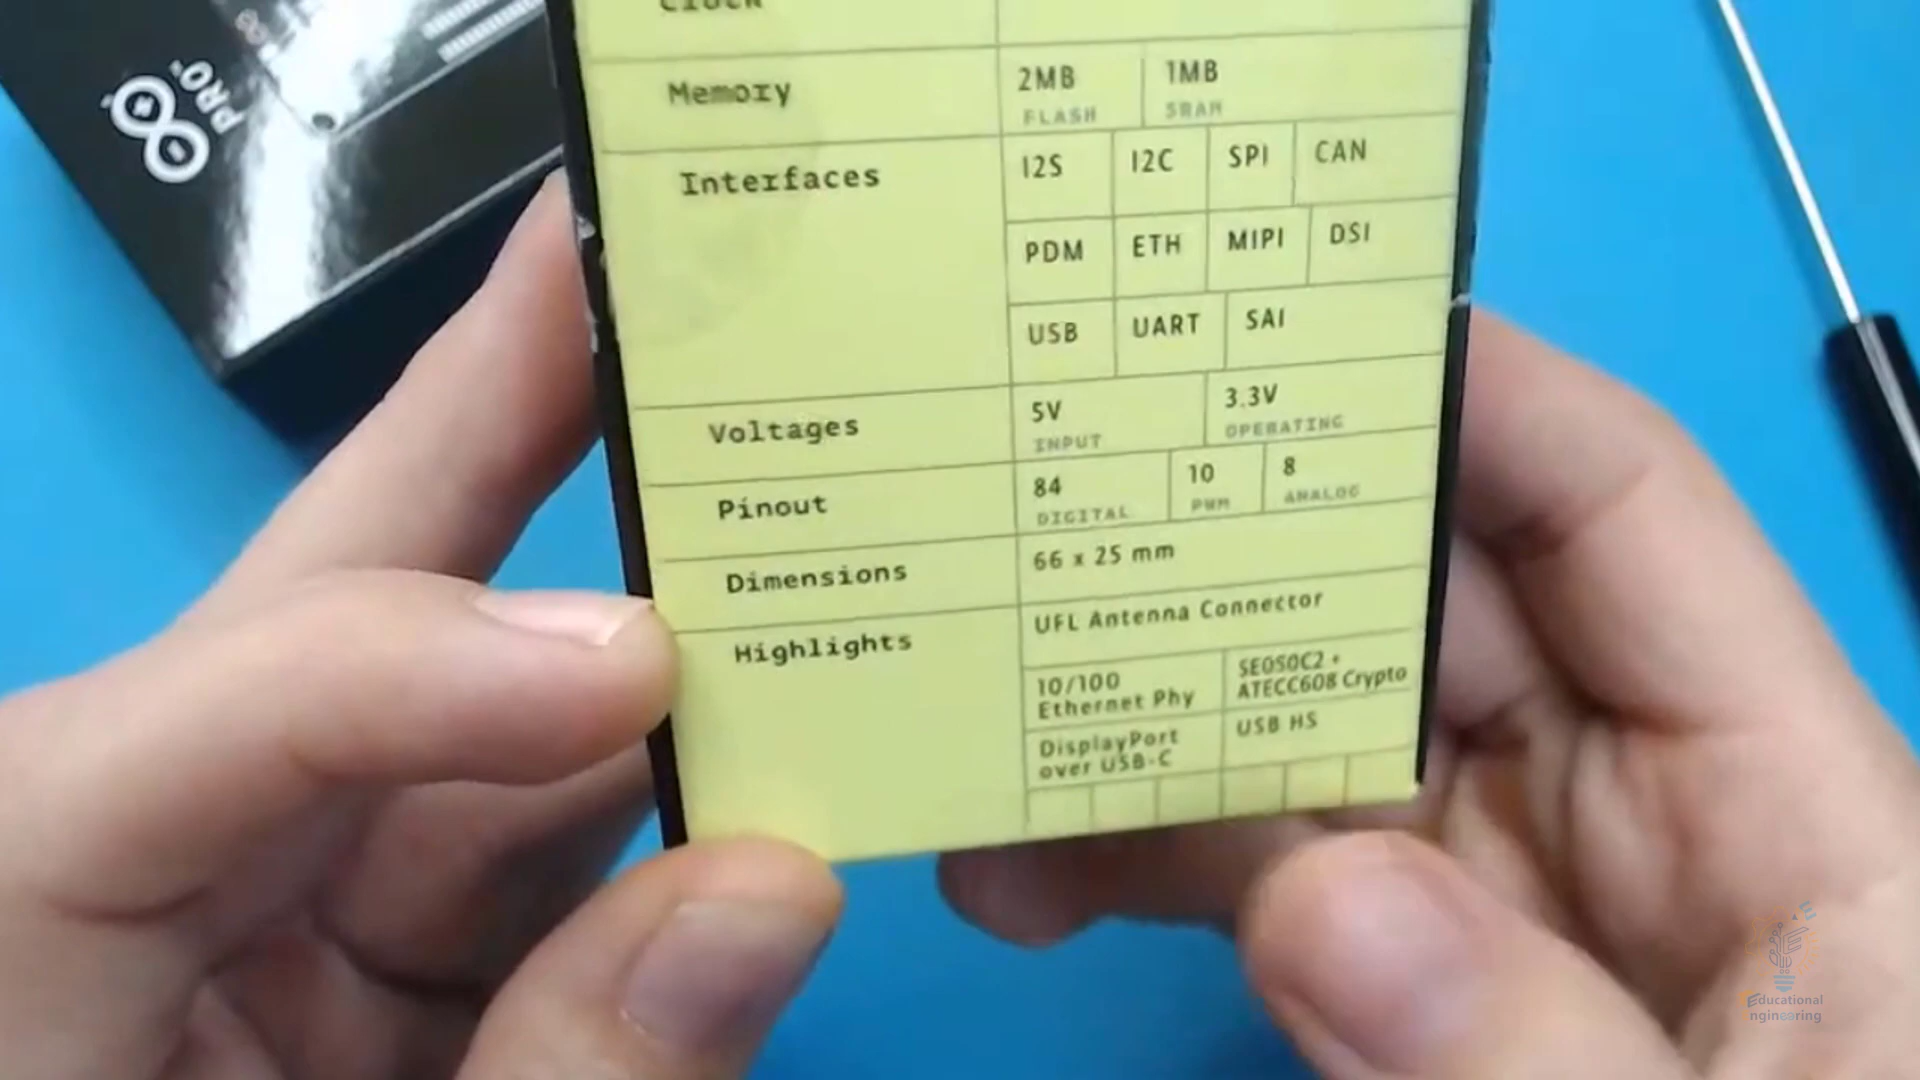 PRO
Clock
Memory
2MB
1MB
FLASH
SRAM
Interfaces
I2S
I2C
SPI
CAN
PDM
ETH
MIPI
DSI
USB
UART
SAI
Voltages
5V
3.3V
INPUT
OPERATING
Pinout
84
10
8
DIGITAL
PWM
ANALOG
Dimensions
66 x 25 mm
Highlights
UFL Antenna Connector
10/100
Ethernet Phy
SE050C2 +
ATECC608 Crypto
DisplayPort
over USB-C
USB HS
Educational
Engineering